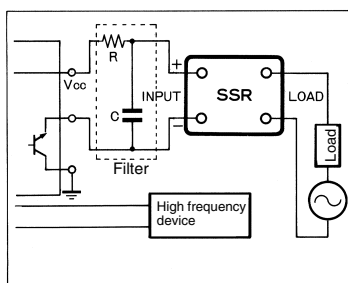 R
Vcc
+
INPUT
SSR
LOAD
C
−
Filter
Load
High frequency
device